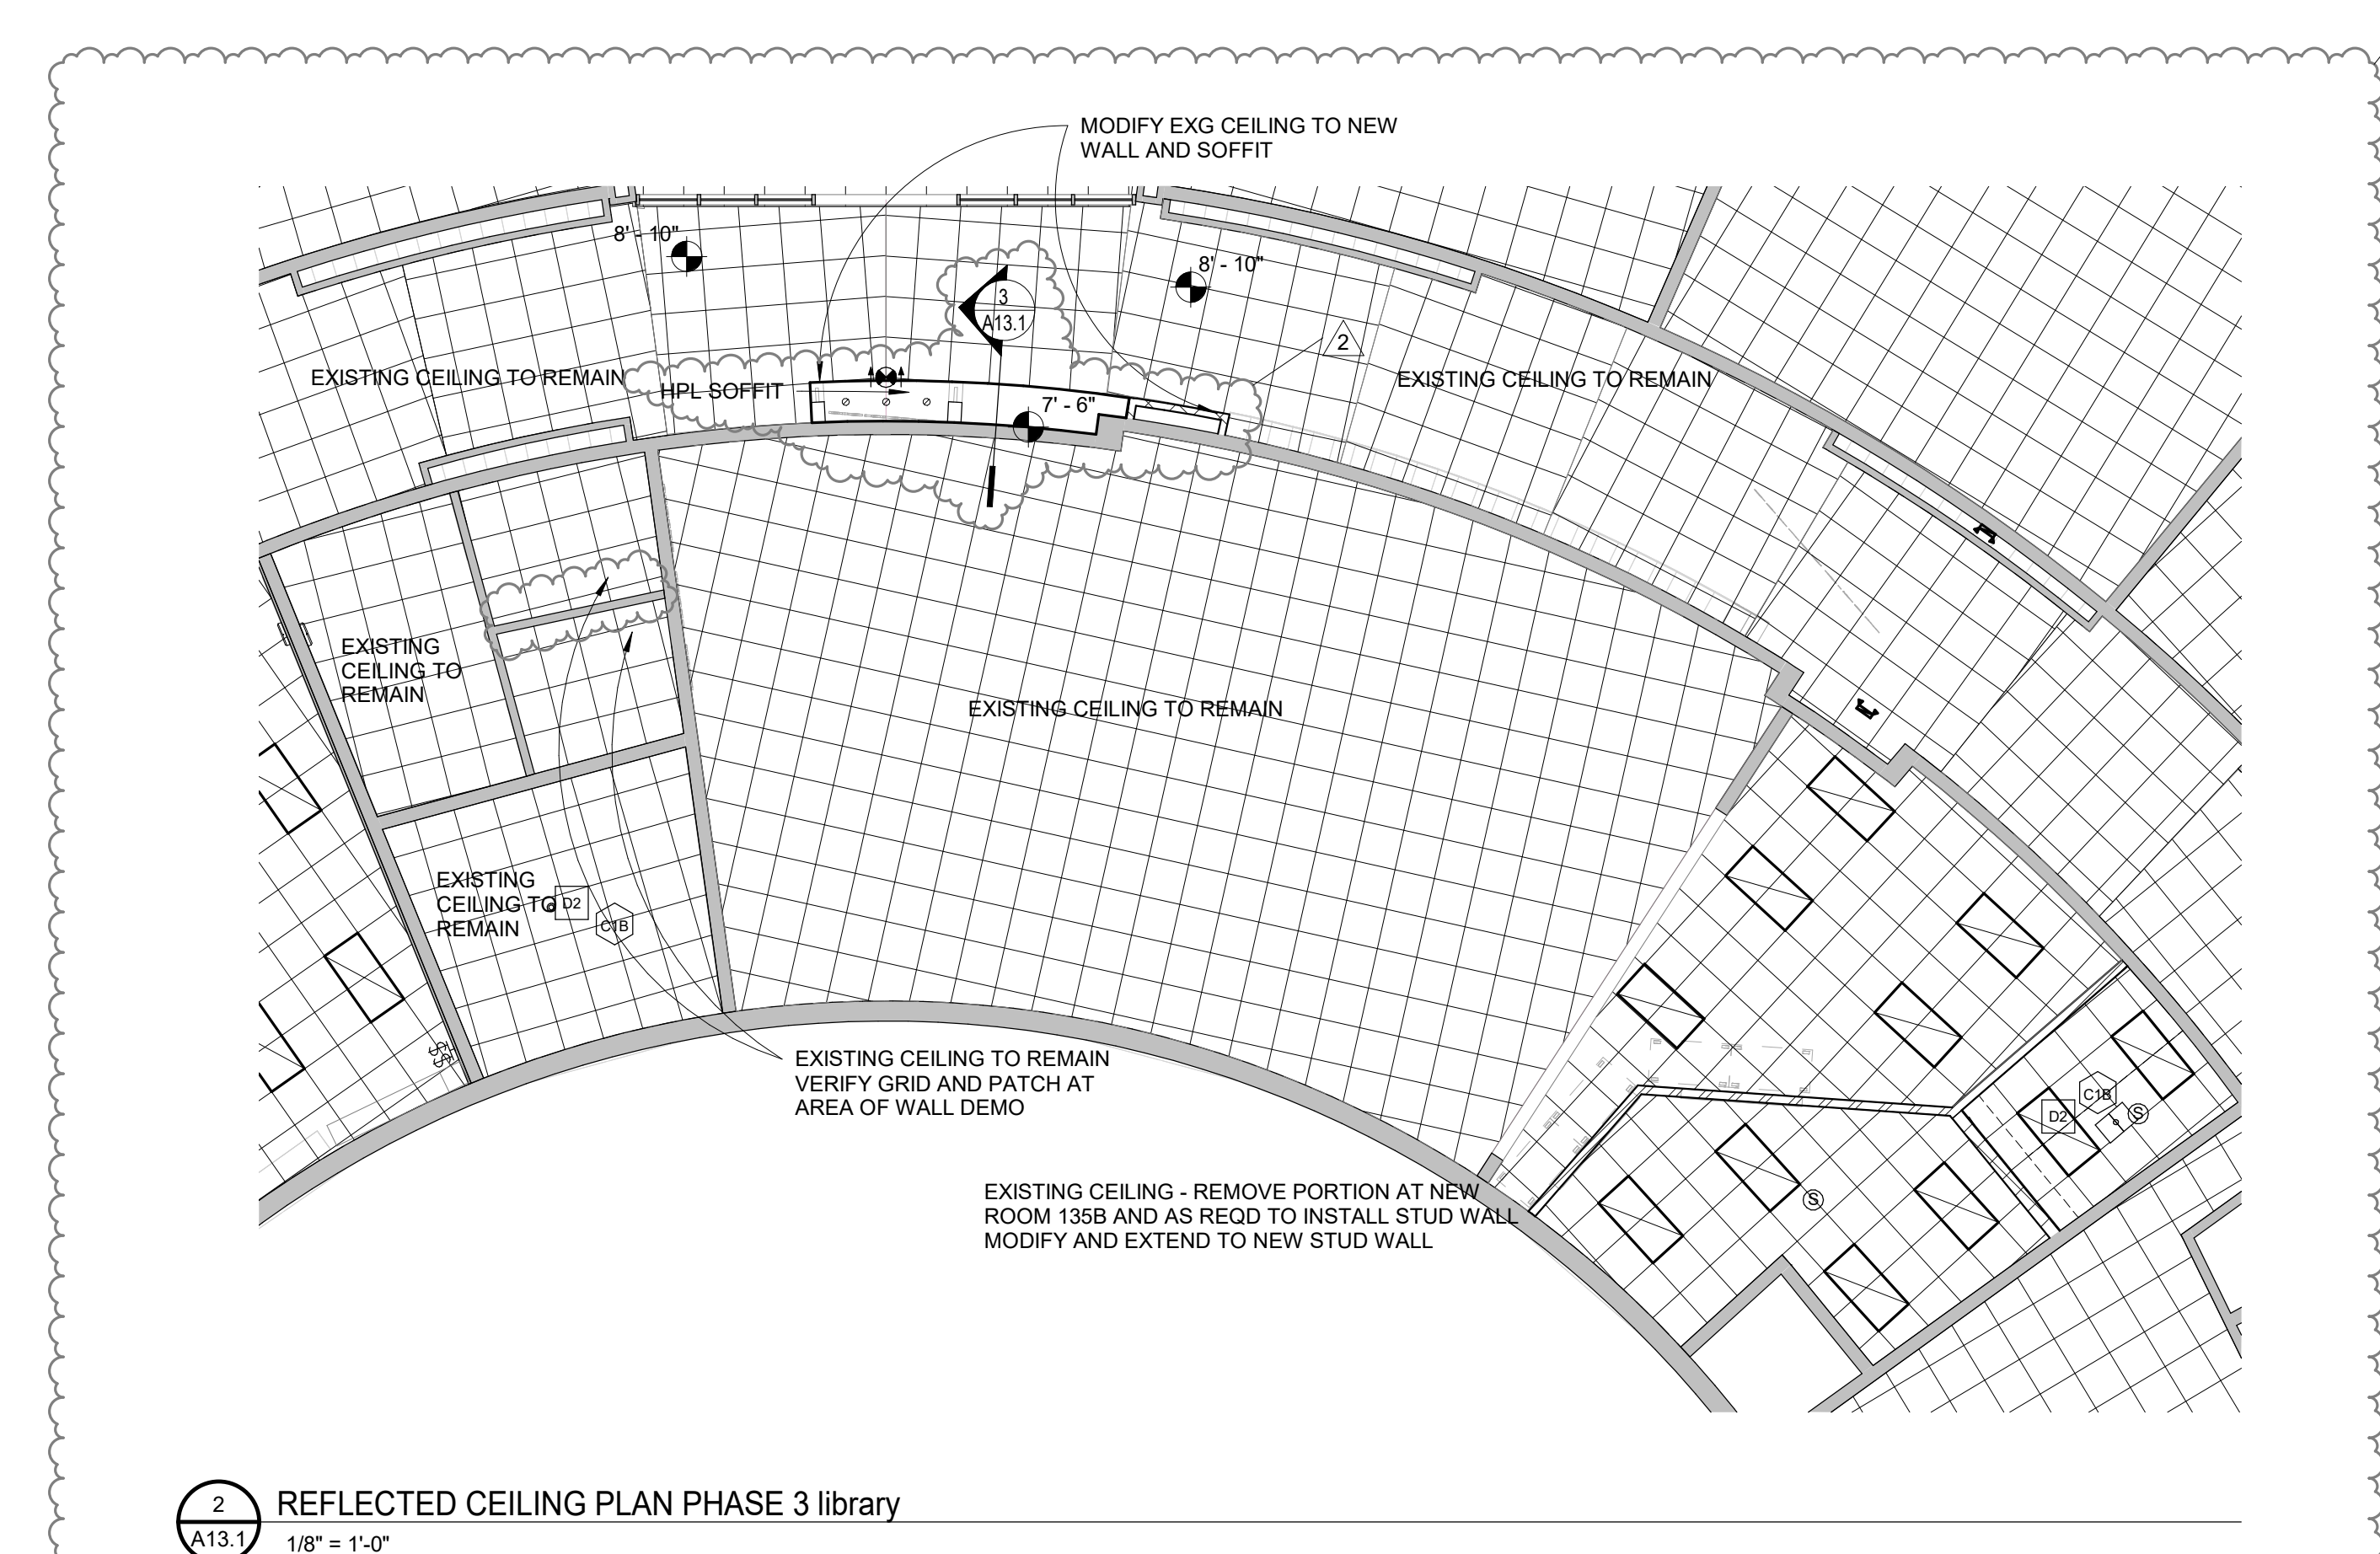 MODIFY EXG CEILING TO NEW
WALL AND SOFFIT
8' - 10"
8' - 10"
3
A13.1
2
EXISTING CEILING TO REMAIN
HPL SOFFIT
7' - 6"
EXISTING CEILING TO REMAIN
EXISTING
CEILING TO
REMAIN
EXISTING CEILING TO REMAIN
EXISTING
CEILING TO
REMAIN
D2
C1B
EXISTING CEILING TO REMAIN
VERIFY GRID AND PATCH AT
AREA OF WALL DEMO
C1B
D2
S
S
EXISTING CEILING - REMOVE PORTION AT NEW
ROOM 135B AND AS REQD TO INSTALL STUD WALL
MODIFY AND EXTEND TO NEW STUD WALL
2
A13.1
REFLECTED CEILING PLAN PHASE 3 library
1/8" = 1'-0"